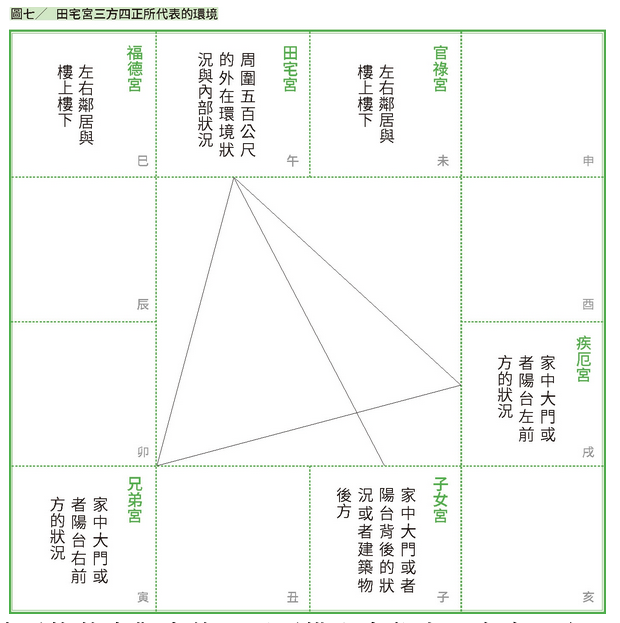 圖七／ 田宅宮三方四正所代表的環境
福德宮
左右鄰居與
樓上樓下
巳
田宅宮
周圍五百公尺
的外在環境狀
況與內部狀況
午
官祿宮
左右鄰居與
樓上樓下
未
申
辰
酉
卯
疾厄宮
家中大門或
者陽台左前
方的狀況
戌
兄弟宮
家中大門或
者陽台右前
方的狀況
寅
丑
子女宮
家中大門或者
陽台背後的狀
況或者建築物
後方
子
亥